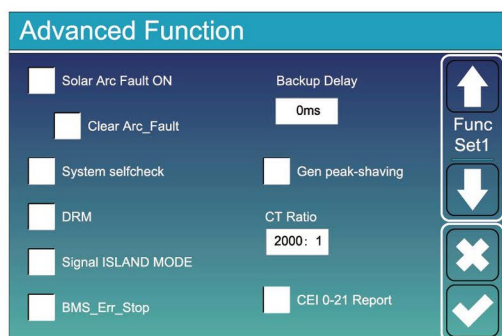 Advanced Function
Solar Arc Fault ON
Clear Arc_Fault
System selfcheck
DRM
Signal ISLAND MODE
BMS_Err_Stop
Backup Delay
0ms
Gen peak-shaving
CT Ratio
2000: 1
CEI 0-21 Report
Func
Set1